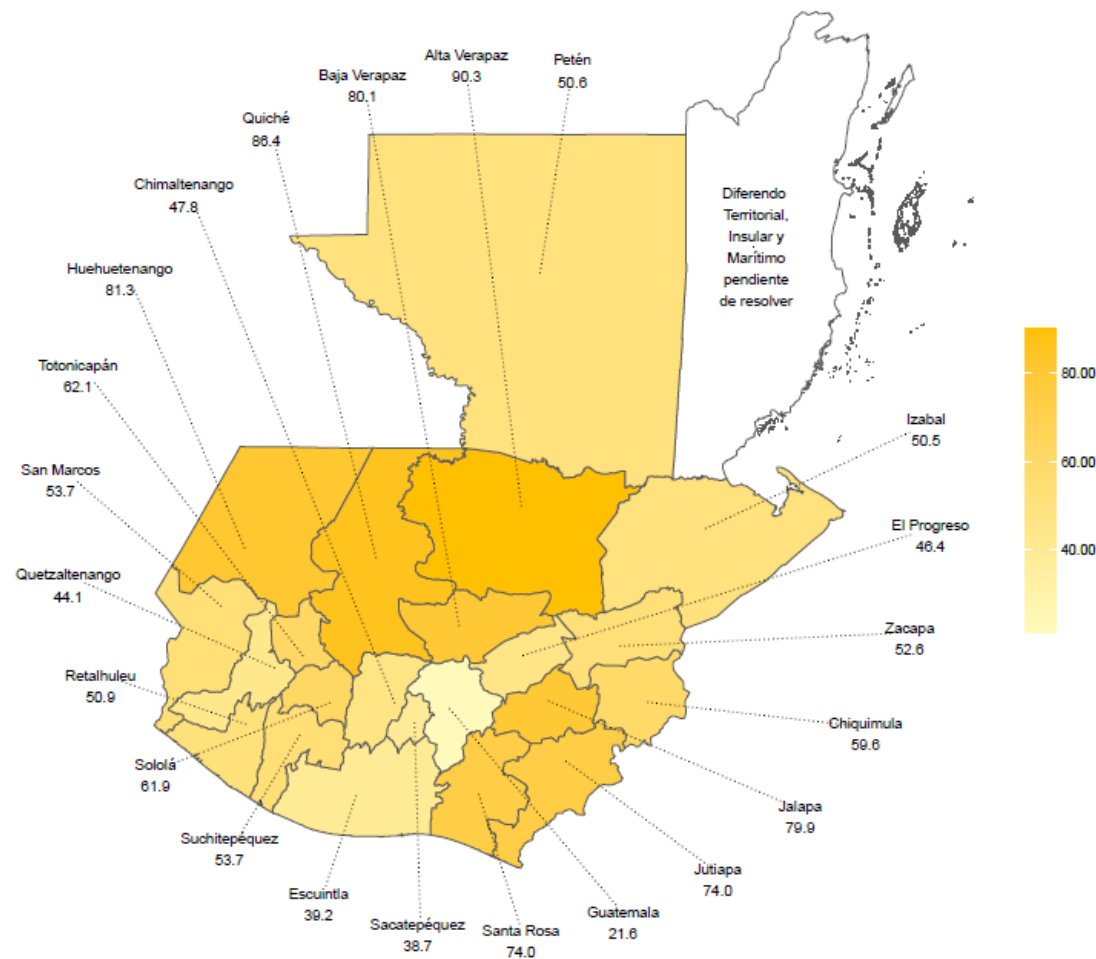 Alta Verapaz
90.3
Petén
50.6
Baja Verapaz
80.1
Quiché
86.4
Chimaltenango
47.8
Diferendo
Territorial,
Insular y
Marítimo
pendiente
de resolver
Huehuetenango
81.3
Totonicapán
62.1
80.00
60.00
40.00
Izabal
50.5
San Marcos
53.7
El Progreso
46.4
Quetzaltenango
44.1
Zacapa
52.6
Retalhuleu
50.9
Chiquimula
59.6
Sololá
61.9
Jalapa
79.9
Suchitepéquez
53.7
Jutiapa
74.0
Escuintla
39.2
Guatemala
21.6
Sacatepéquez
38.7
Santa Rosa
74.0